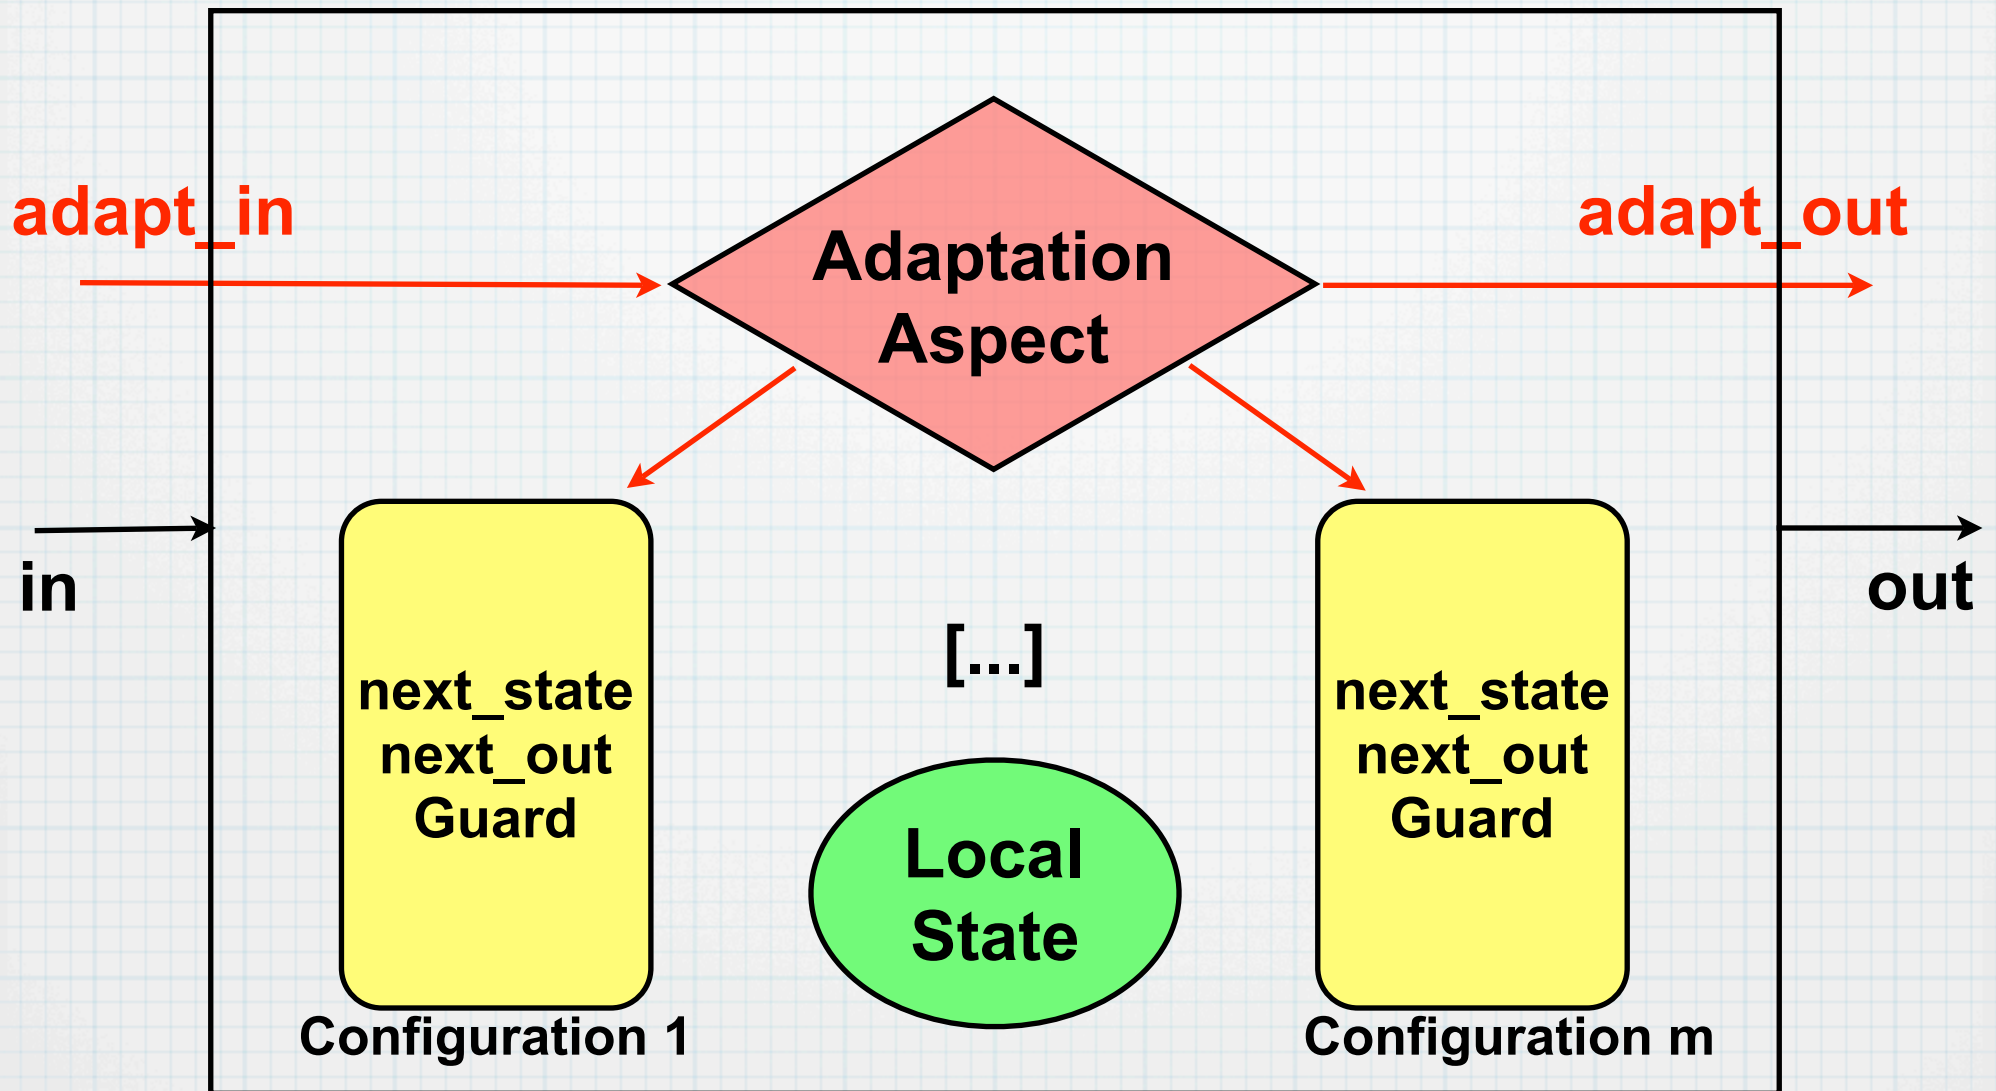 adapt_in
adapt_out
Adaptation
Aspect
in
out
[...]
next_state
next_out
Guard
next_state
next_out
Guard
Local
State
Configuration 1
Configuration m